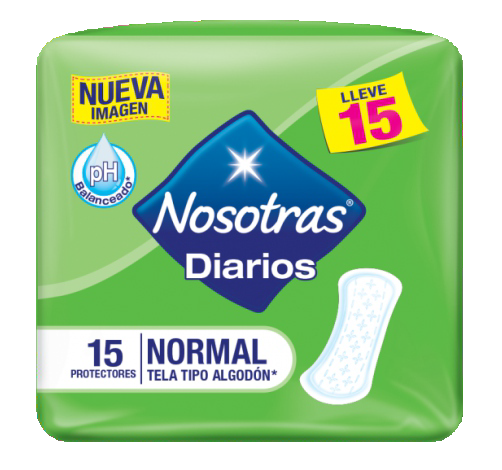 NUEVA
IMAGEN
LLEVE
15
pH
Balanceado*
Nosotras®
Diarios
15
PROTECTORES
NORMAL
TELA TIPO ALGODÓN*